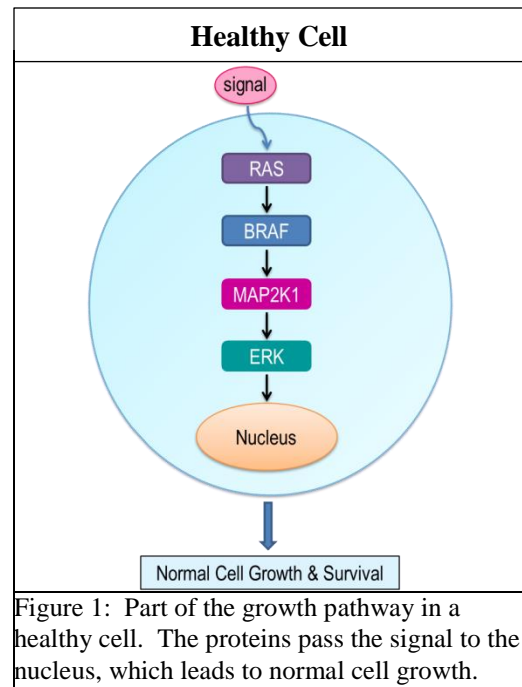 Healthy Cell
signal
RAS
BRAF
MAP2K1
ERK
Nucleus
Normal Cell Growth & Survival
Figure 1:  Part of the growth pathway in a
healthy cell.  The proteins pass the signal to the
nucleus, which leads to normal cell growth.